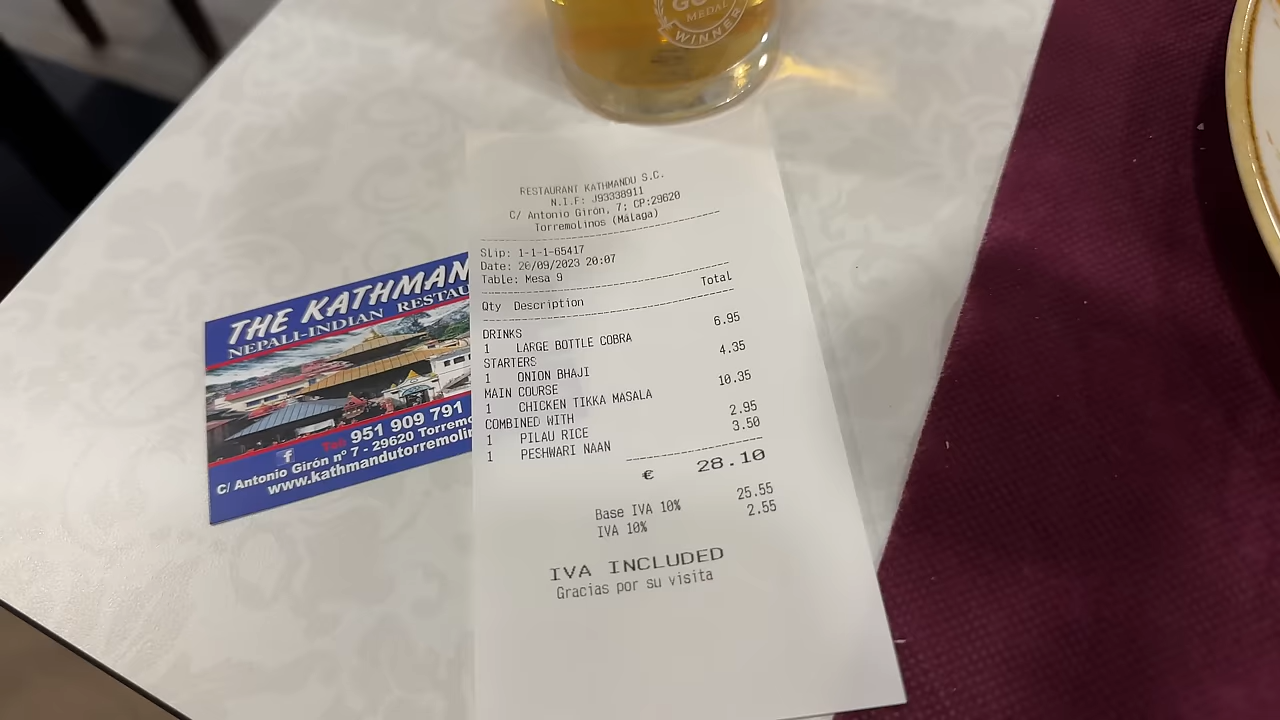 GO
MEDAL
WINNER
RESTAURANT KATHMANDU S.C.
N.I.F: J93338911
C/ Antonio Girón, 7; CP:29620
Torremolinos (Málaga)
Slip: 1-1-1-65417
Date: 26/09/2023 20:07
Table: Mesa 9
Qty Description Total
DRINKS
1 LARGE BOTTLE COBRA 6.95
STARTERS
1 ONION BHAJI 4.35
MAIN COURSE
1 CHICKEN TIKKA MASALA 10.35
COMBINED WITH
1 PILAU RICE 2.95
1 PESHWARI NAAN 3.50
€ 28.10
Base IVA 10% 25.55
IVA 10% 2.55
IVA INCLUDED
Gracias por su visita
THE KATHMAN
NEPALI-INDIAN RESTAU
f Tel: 951 909 791
C/ Antonio Girón nº 7 - 29620 Torremo
www.kathmandutorremolin